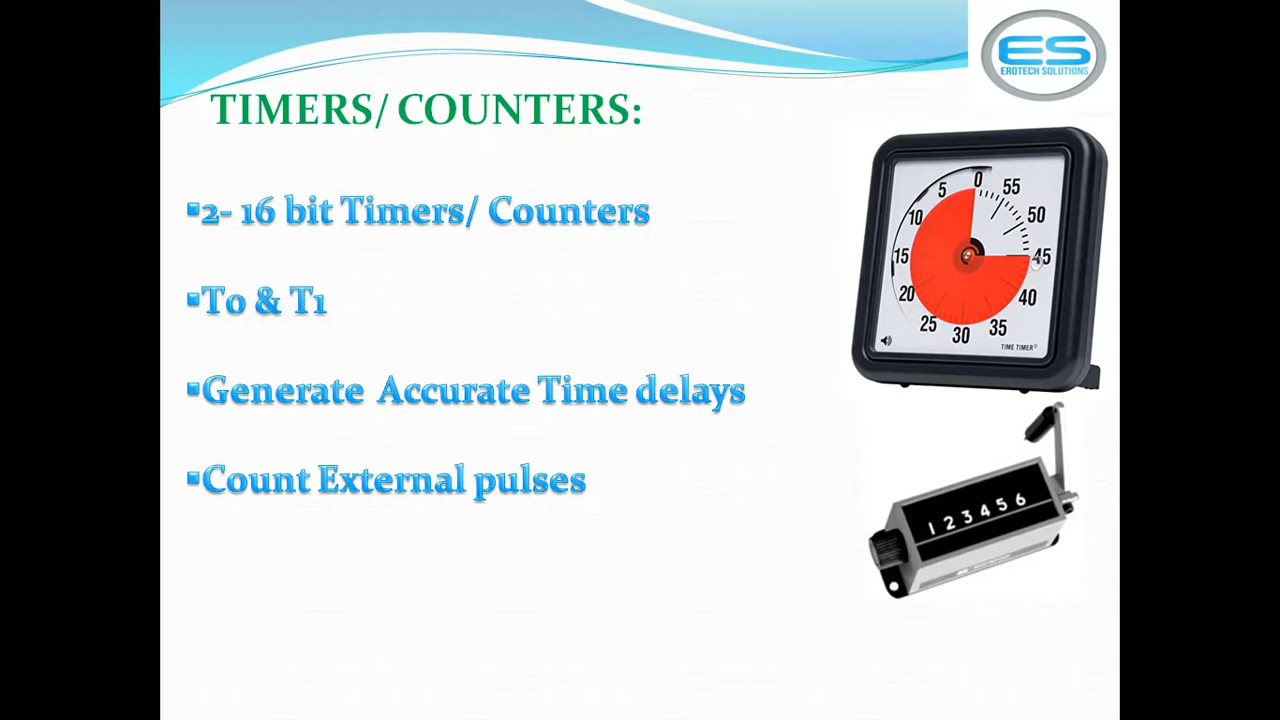 ES
EROTECH SOLUTIONS
TIMERS/ COUNTERS:
▪2- 16 bit Timers/ Counters
▪T0 & T1
▪Generate Accurate Time delays
▪Count External pulses
0
55
50
45
40
35
30
25
20
15
10
5
TIME TIMER®
123456